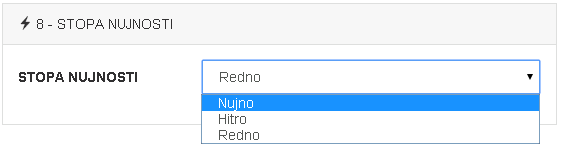 8 - STOPA NUJNOSTI
STOPA NUJNOSTI
Redno
Nujno
Hitro
Redno